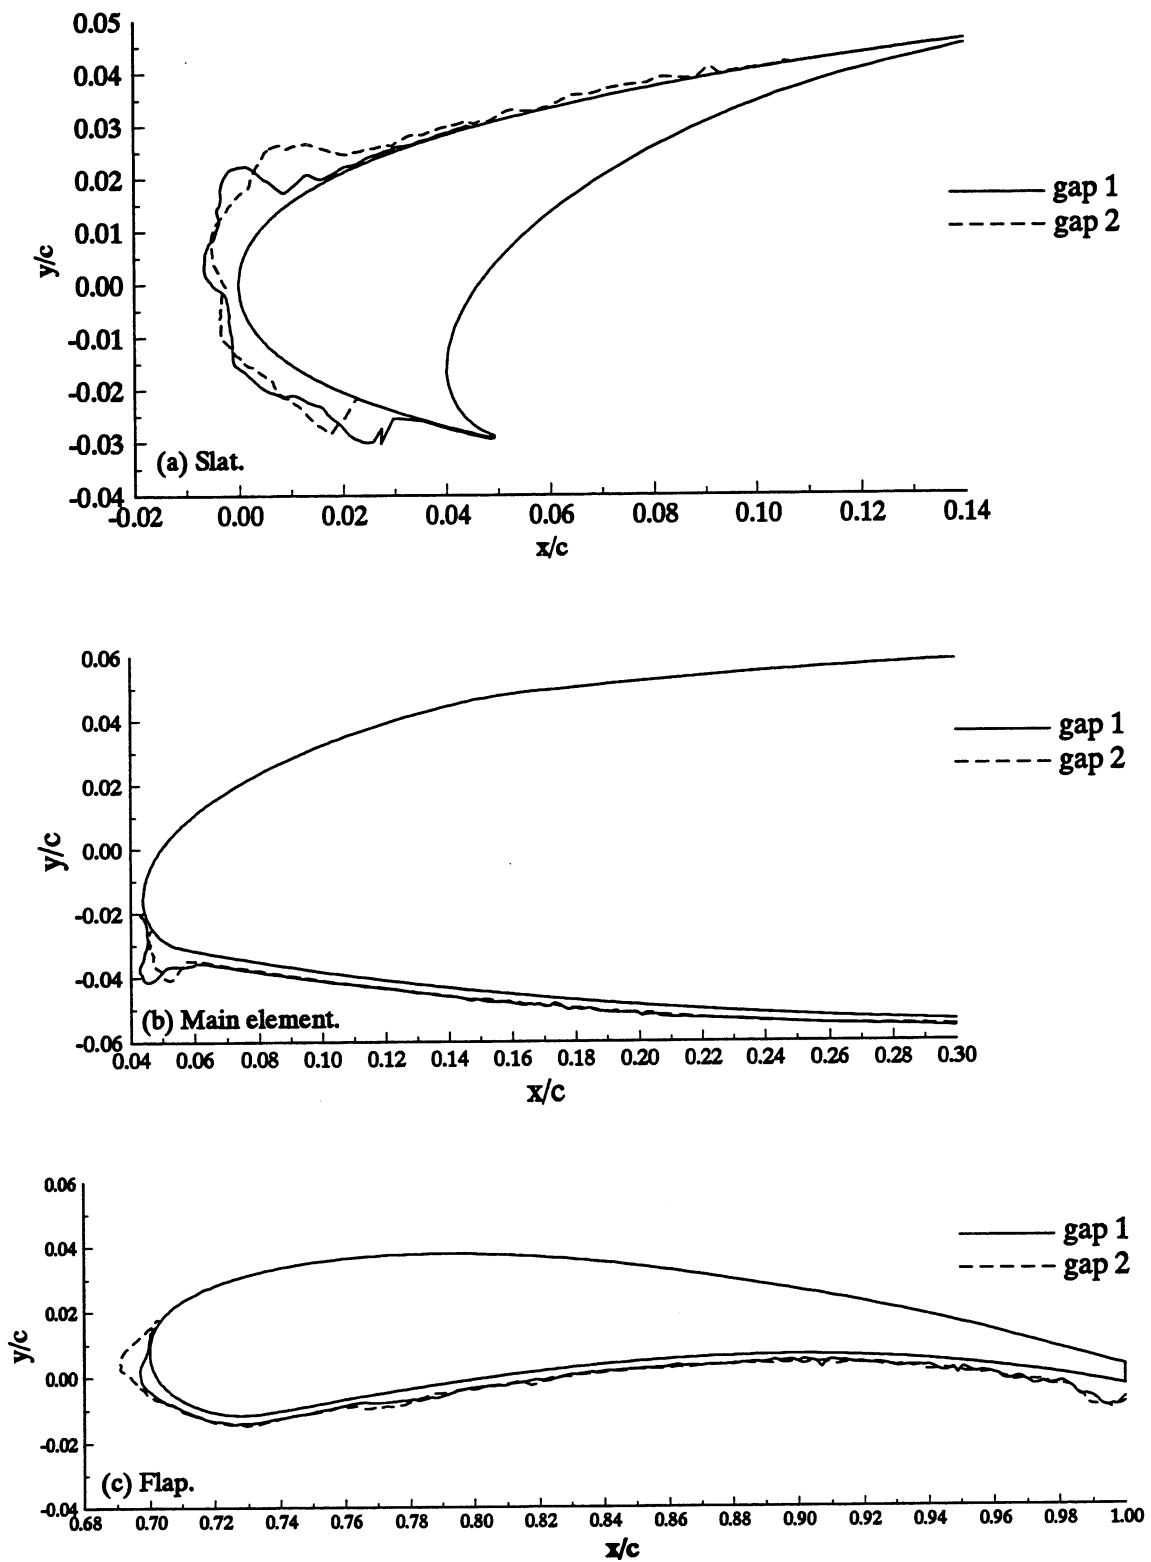 0.05
0.04
0.03
0.02
0.01
0.00
-0.01
-0.02
-0.03
-0.04
y/c
gap 1
gap 2
(a) Slat.
-0.02 0.00 0.02 0.04 0.06 0.08 0.10 0.12 0.14
x/c
0.06
0.04
0.02
0.00
-0.02
-0.04
-0.06
y/c
gap 1
gap 2
(b) Main element.
0.04 0.06 0.08 0.10 0.12 0.14 0.16 0.18 0.20 0.22 0.24 0.26 0.28 0.30
x/c
0.06
0.04
0.02
0.00
-0.02
-0.04
y/c
gap 1
gap 2
(c) Flap.
0.68 0.70 0.72 0.74 0.76 0.78 0.80 0.82 0.84 0.86 0.88 0.90 0.92 0.94 0.96 0.98 1.00
x/c